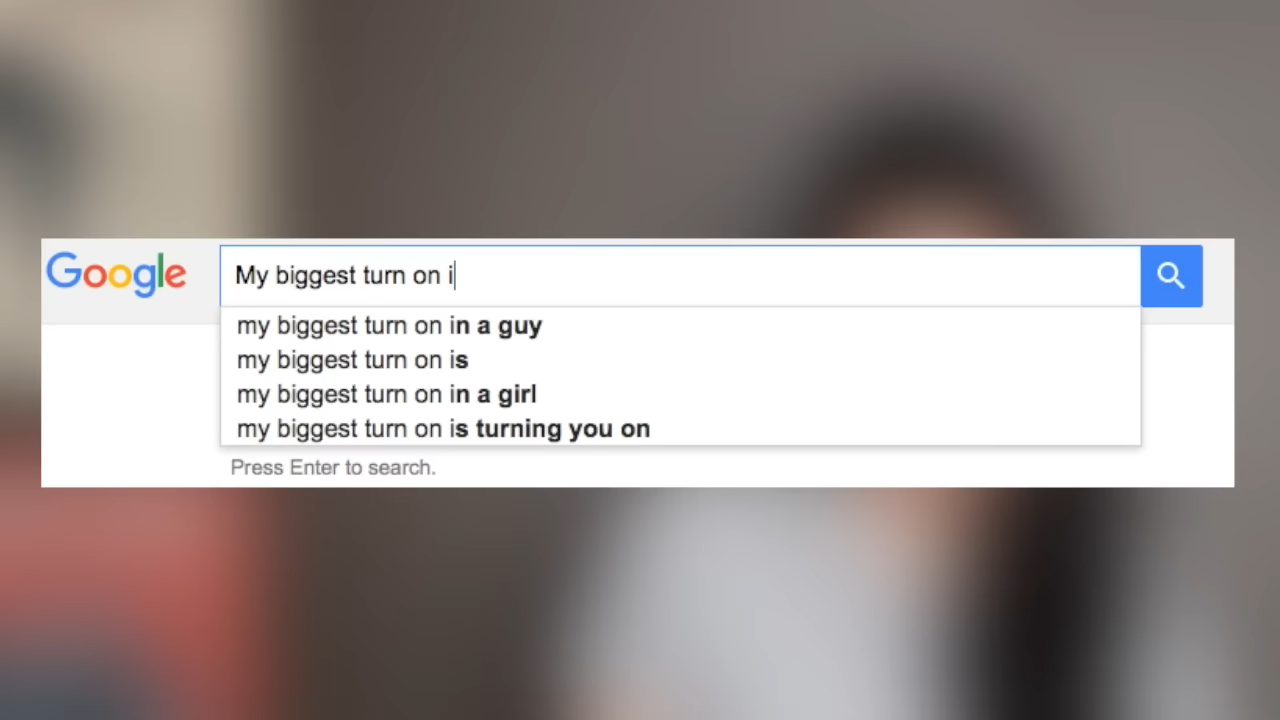 Google
My biggest turn on i
my biggest turn on in a guy
my biggest turn on is
my biggest turn on in a girl
my biggest turn on is turning you on
Press Enter to search.